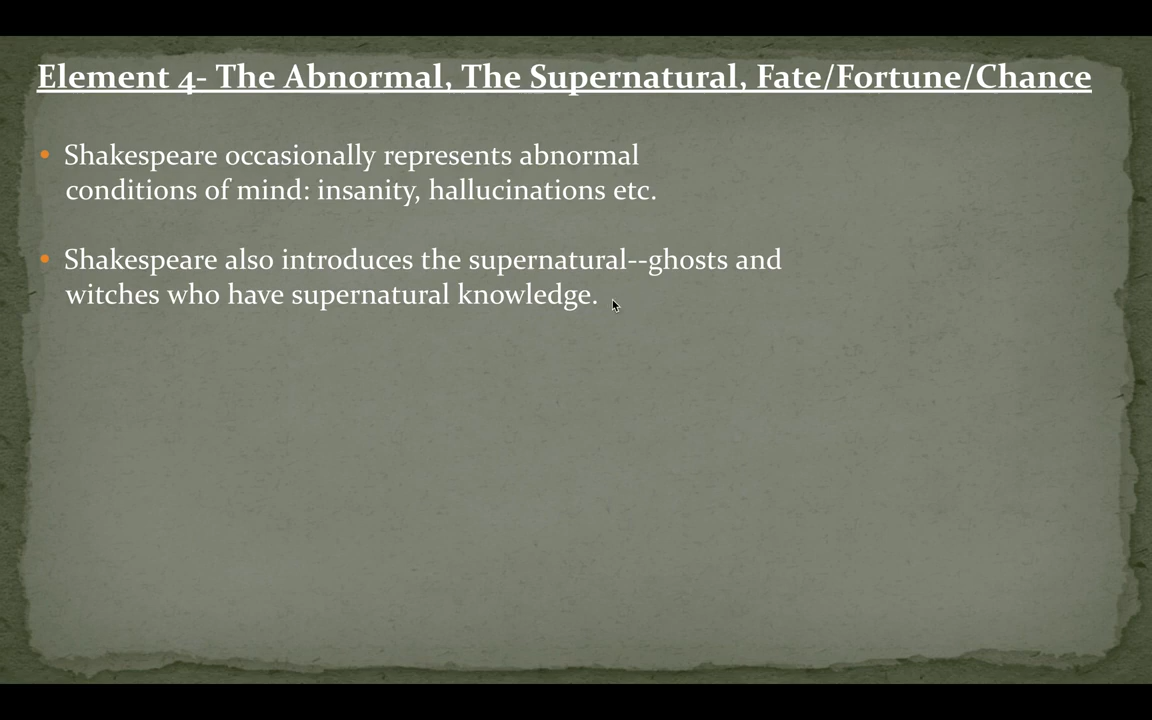 Element 4- The Abnormal, The Supernatural, Fate/Fortune/Chance
• Shakespeare occasionally represents abnormal
conditions of mind: insanity, hallucinations etc.
• Shakespeare also introduces the supernatural--ghosts and
witches who have supernatural knowledge.